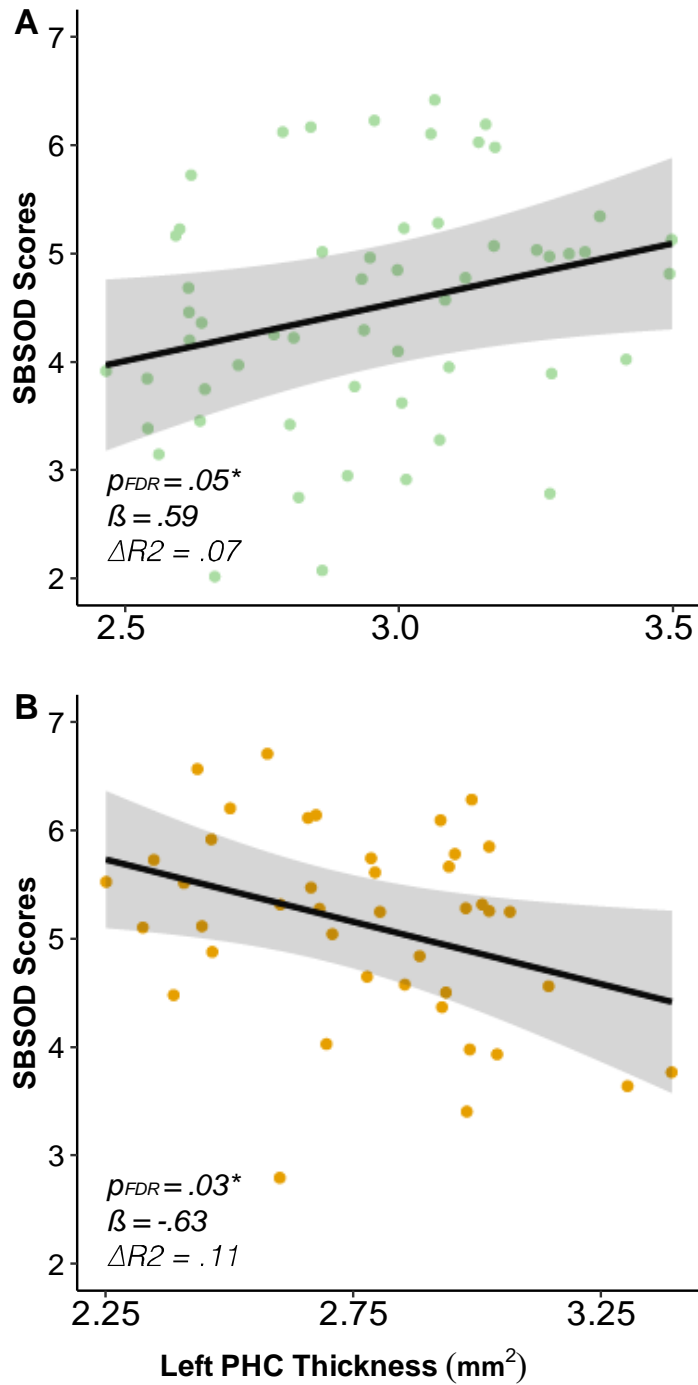 A
7
6
5
4
3
2
SBSOD Scores
pFDR = .05*
ß = .59
ΔR2 = .07
2.5 3.0 3.5
B
7
6
5
4
3
2
SBSOD Scores
pFDR = .03*
ß = -.63
ΔR2 = .11
2.25 2.75 3.25
Left PHC Thickness (mm²)